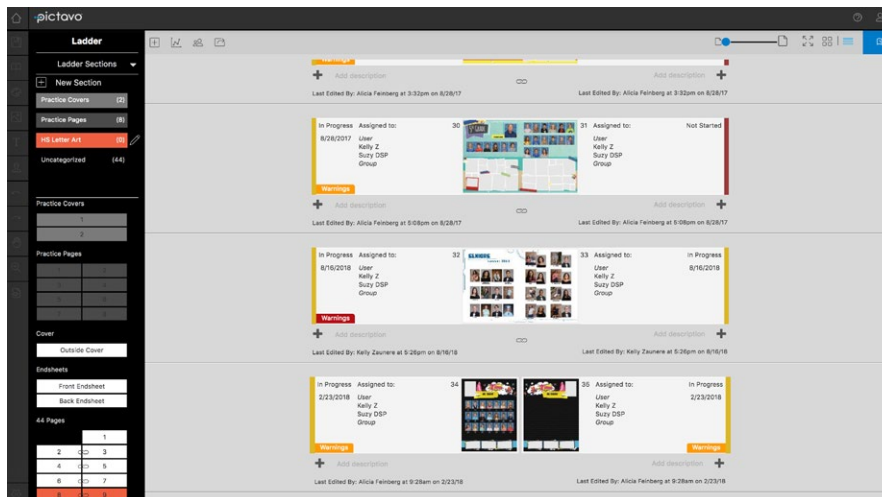 pictavo
Ladder
Ladder Sections
New Section
Practice Covers (2)
Practice Pages (8)
HS Letter Art (0)
Uncategorized (44)
Practice Covers
1
2
Practice Pages
Cover
Outside Cover
Endsheets
Front Endsheet
Back Endsheet
44 Pages
1
2 3
4 5
6 7
8 9
Warnings
Add description Add description
Last Edited By: Alicia Feinberg at 3:32pm on 8/28/17 Last Edited By: Alicia Feinberg at 3:32pm on 8/28/17
In Progress Assigned to: 30 31 Assigned to: Not Started
8/28/2017 User User
Kelly Z Kelly Z
Suzy DSP Suzy DSP
Group Group
Warnings
Add description Add description
Last Edited By: Alicia Feinberg at 5:08pm on 8/28/17 Last Edited By: Alicia Feinberg at 5:08pm on 8/28/17
In Progress Assigned to: 32 SENIORS 33 Assigned to: In Progress
8/16/2018 User User 8/16/2018
Kelly Z Kelly Z
Suzy DSP Suzy DSP
Group Group
Warnings
Add description Add description
Last Edited By: Kelly Zaunere at 5:26pm on 8/16/18 Last Edited By: Kelly Zaunere at 5:26pm on 8/16/18
In Progress Assigned to: 34 35 Assigned to: In Progress
2/23/2018 User User 2/23/2018
Kelly Z Kelly Z
Suzy DSP Suzy DSP
Group Group
Warnings Warnings
Add description Add description
Last Edited By: Alicia Feinberg at 9:28am on 2/23/18 Last Edited By: Alicia Feinberg at 9:28am on 2/23/18